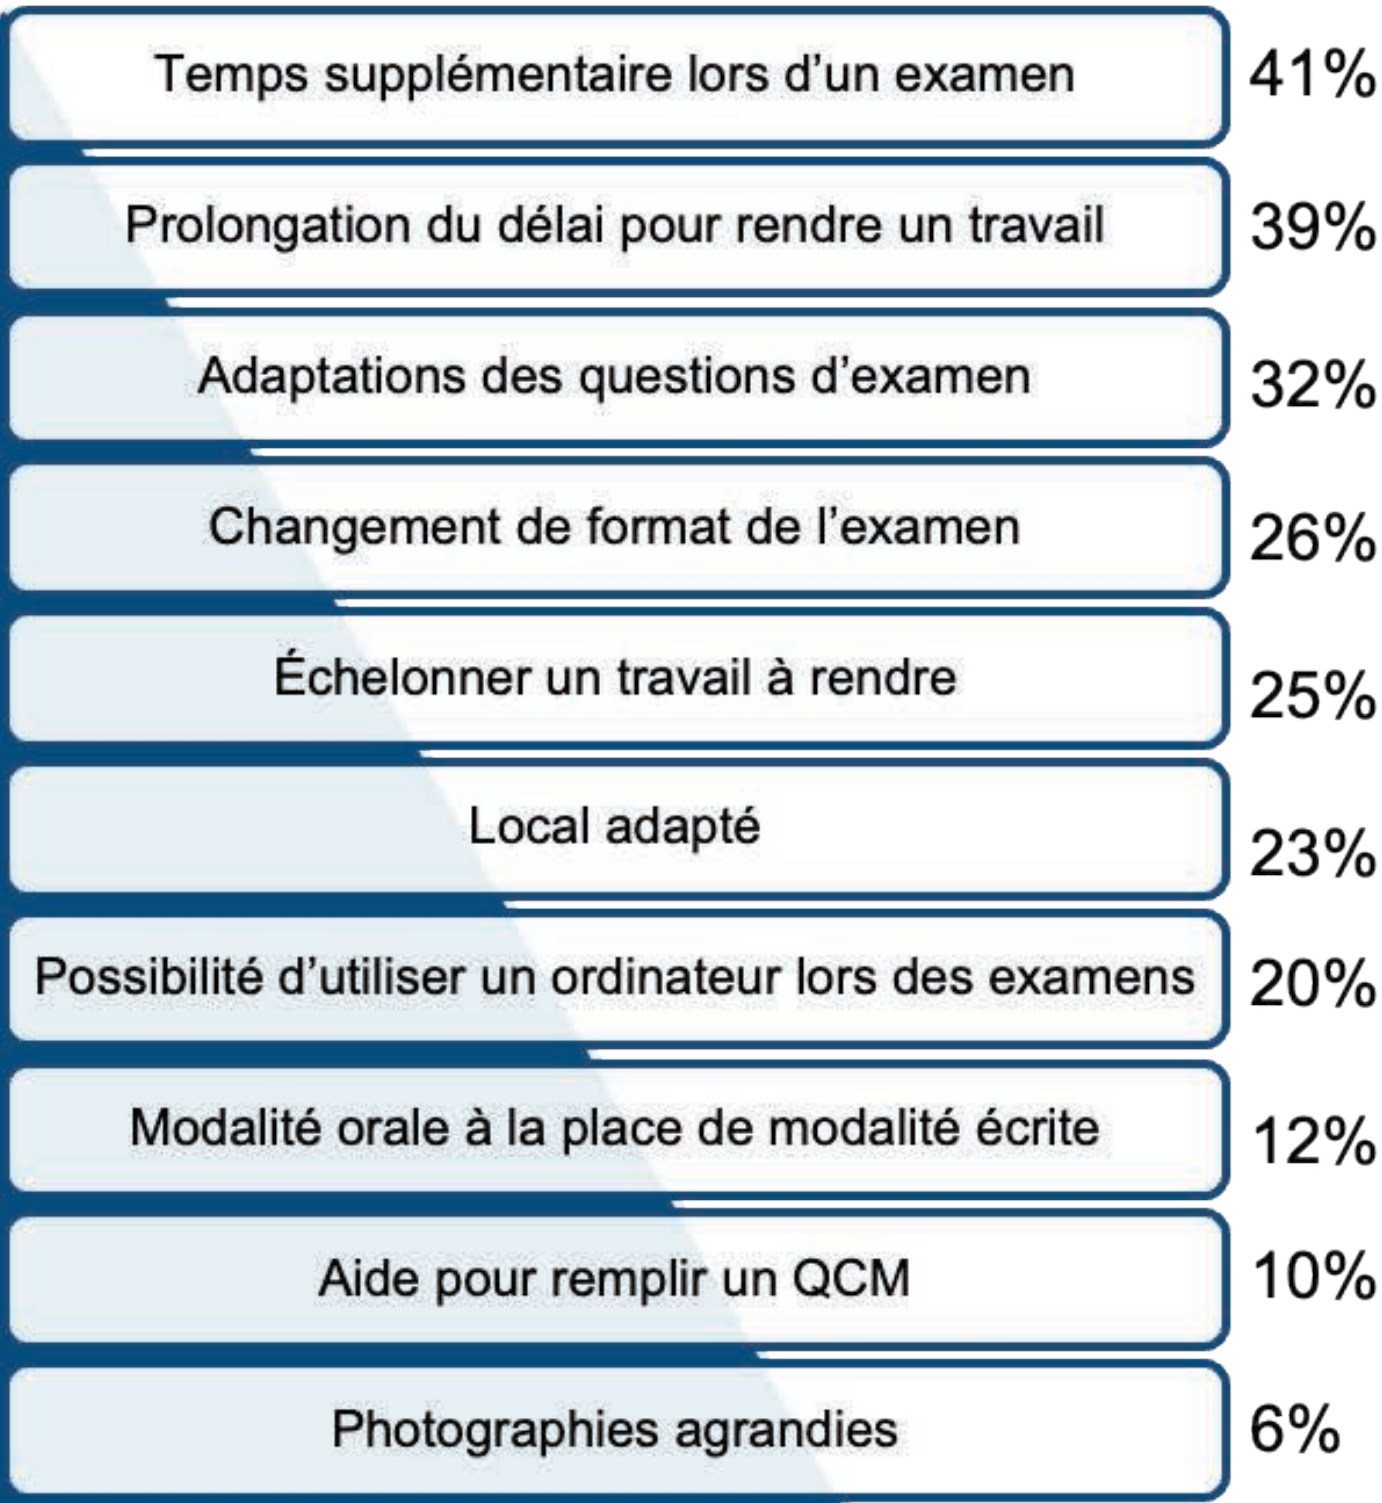 Temps supplémentaire lors d’un examen 41%
Prolongation du délai pour rendre un travail 39%
Adaptations des questions d’examen 32%
Changement de format de l’examen 26%
Échelonner un travail à rendre 25%
Local adapté 23%
Possibilité d’utiliser un ordinateur lors des examens 20%
Modalité orale à la place de modalité écrite 12%
Aide pour remplir un QCM 10%
Photographies agrandies 6%